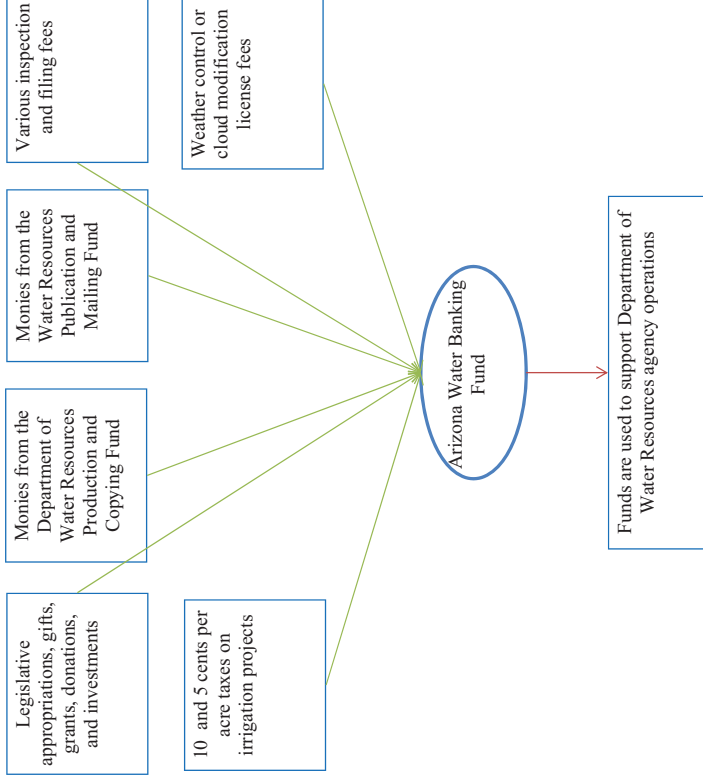 Legislative
appropriations, gifts,
grants, donations,
and investments
Monies from the
Department of
Water Resources
Production and
Copying Fund
Monies from the
Water Resources
Publication and
Mailing Fund
Various inspection
and filing fees
10 and 5 cents per
acre taxes on
irrigation projects
Weather control or
cloud modification
license fees
Arizona Water Banking
Fund
Funds are used to support Department of
Water Resources agency operations